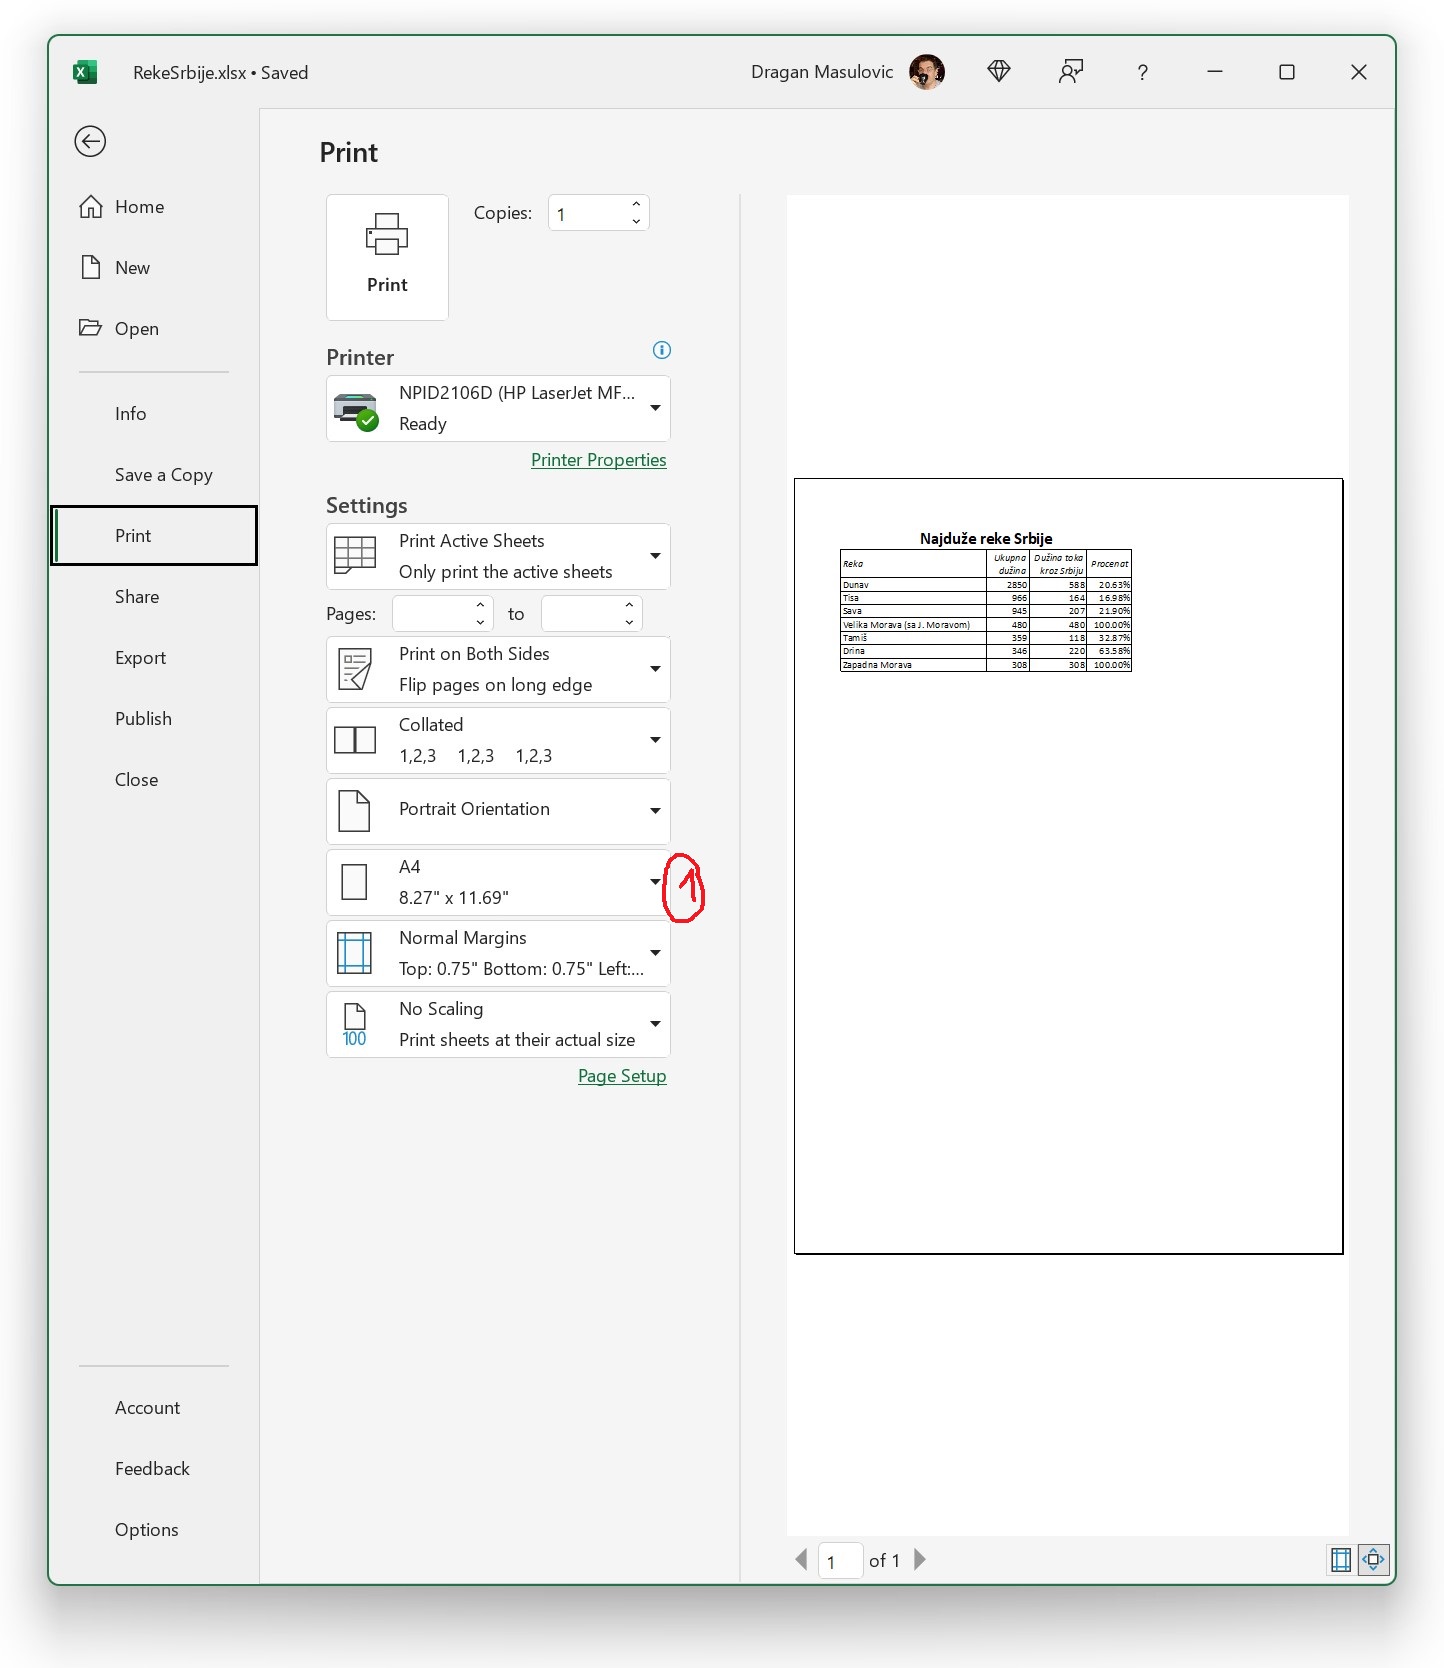 RekeSrbije.xlsx • Saved
Dragan Masulovic
?
Home
New
Open
Info
Save a Copy
Print
Share
Export
Publish
Close
Account
Feedback
Options
Print
Print
Copies: 1
Printer
NPID2106D (HP LaserJet MF...
Ready
Printer Properties
Settings
Print Active Sheets
Only print the active sheets
Pages: to
Print on Both Sides
Flip pages on long edge
Collated
1,2,3 1,2,3 1,2,3
Portrait Orientation
A4
8.27" x 11.69"
1
Normal Margins
Top: 0.75" Bottom: 0.75" Left:...
100
No Scaling
Print sheets at their actual size
Page Setup
Najduže reke Srbije
Reka Ukupna dužina Dužina toka kroz Srbiju Procenat
Dunav 2850 588 20.63%
Tisa 966 164 16.98%
Sava 945 207 21.90%
Velika Morava (sa J. Moravom) 480 480 100.00%
Tamiš 359 118 32.87%
Drina 346 220 63.58%
Zapadna Morava 308 308 100.00%
1 of 1